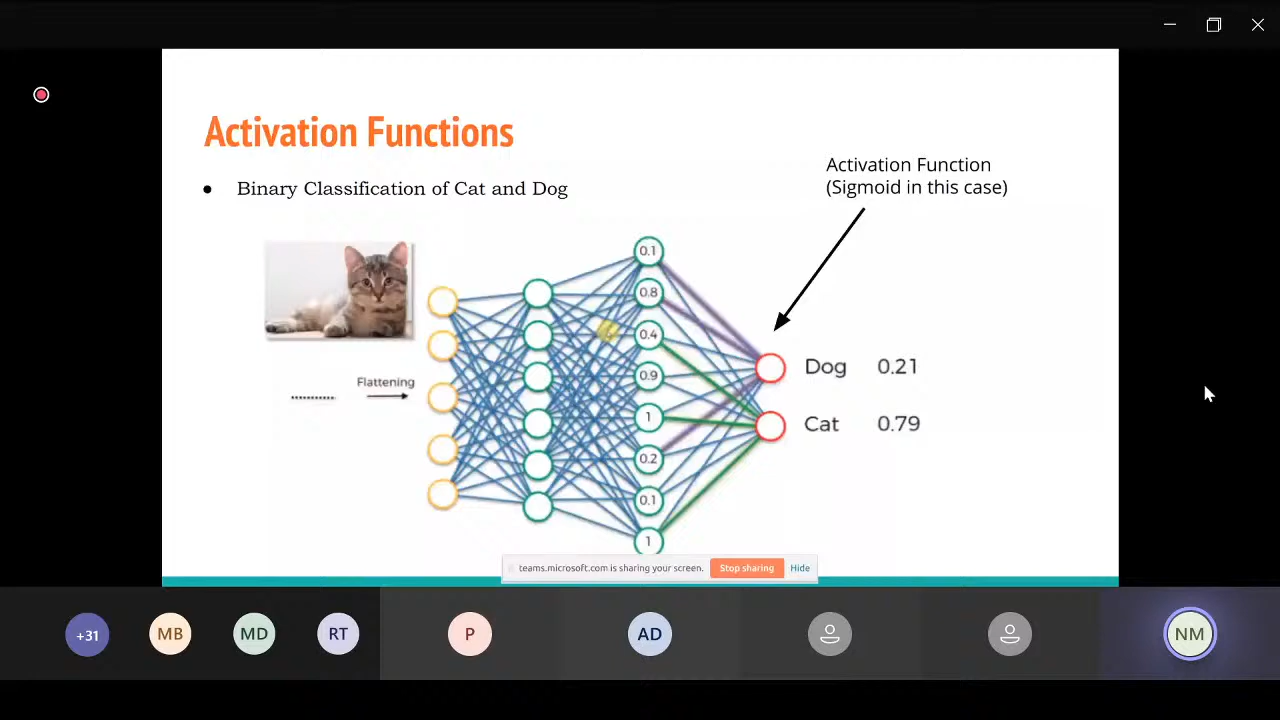 Activation Functions
● Binary Classification of Cat and Dog
Activation Function
(Sigmoid in this case)
Flattening
0.1
0.8
0.4
0.9
1
0.2
0.1
1
Dog 0.21
Cat 0.79
teams.microsoft.com is sharing your screen. Stop sharing Hide
+31 MB MD RT P AD NM